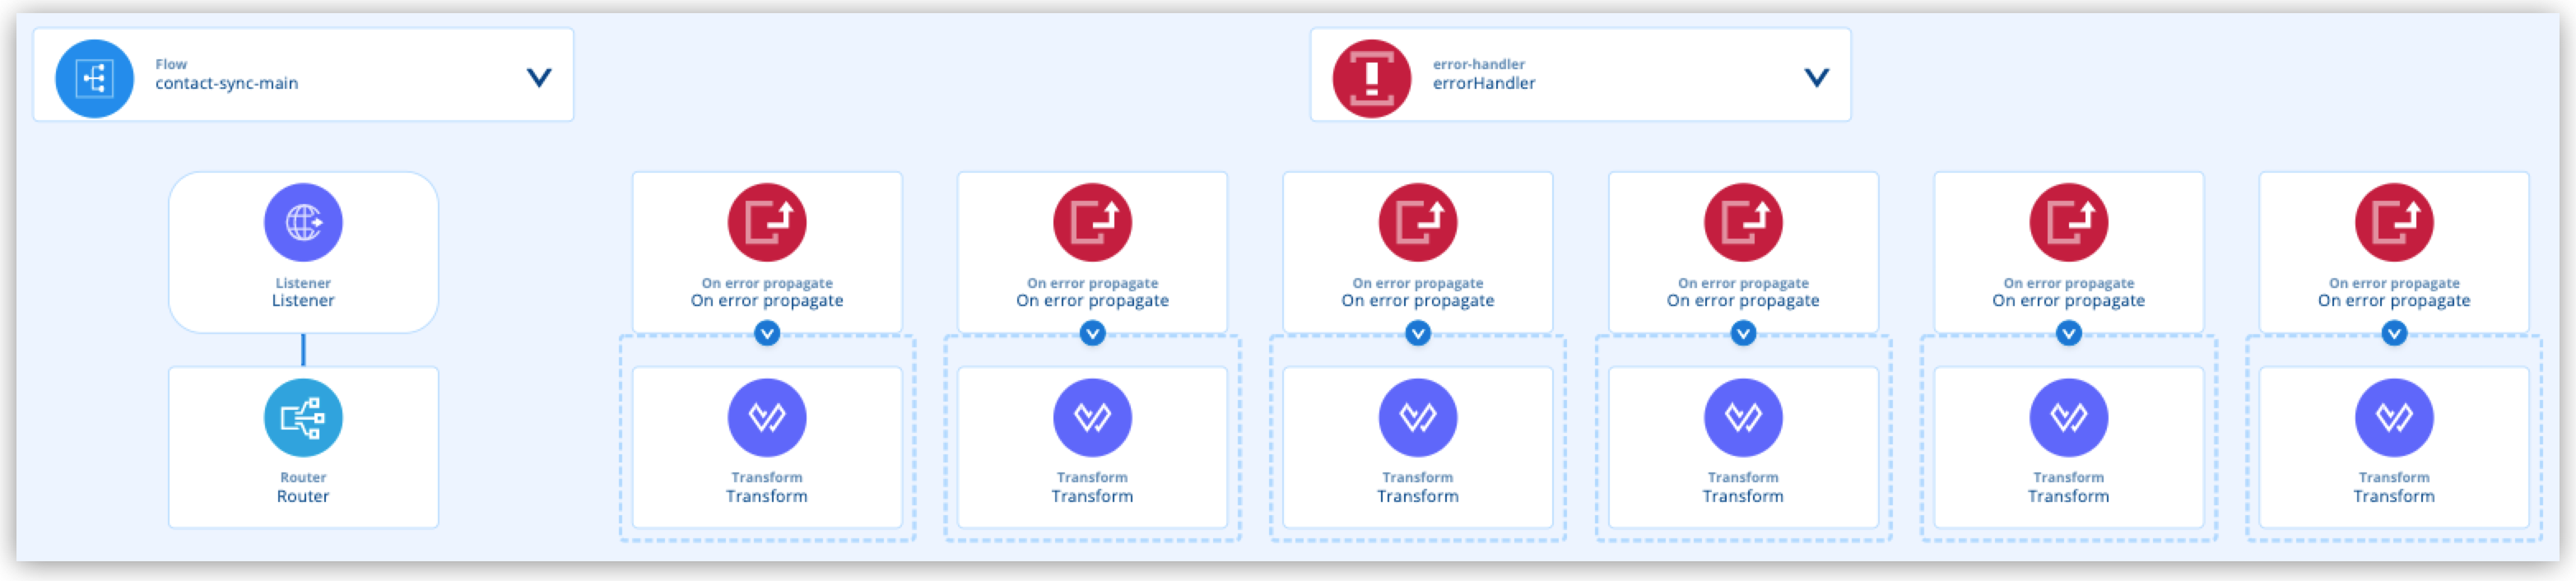 Flow
contact-sync-main
error-handler
errorHandler
Listener
Listener
On error propagate
On error propagate
On error propagate
On error propagate
On error propagate
On error propagate
On error propagate
On error propagate
On error propagate
On error propagate
On error propagate
On error propagate
Router
Router
Transform
Transform
Transform
Transform
Transform
Transform
Transform
Transform
Transform
Transform
Transform
Transform